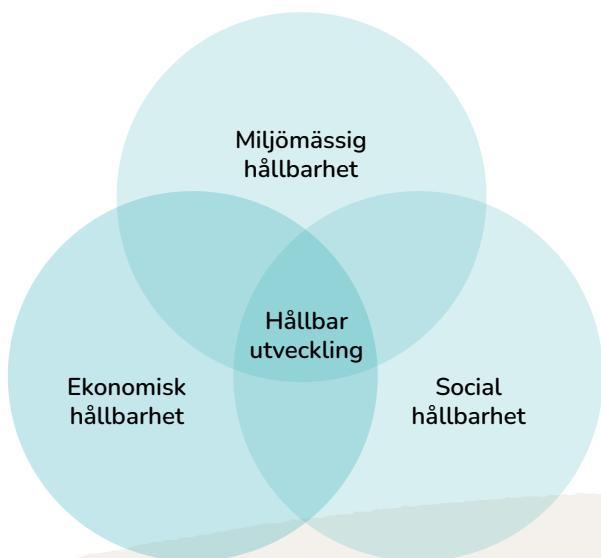 Miljömässig
hållbarhet
Hållbar
utveckling
Ekonomisk
hållbarhet
Social
hållbarhet